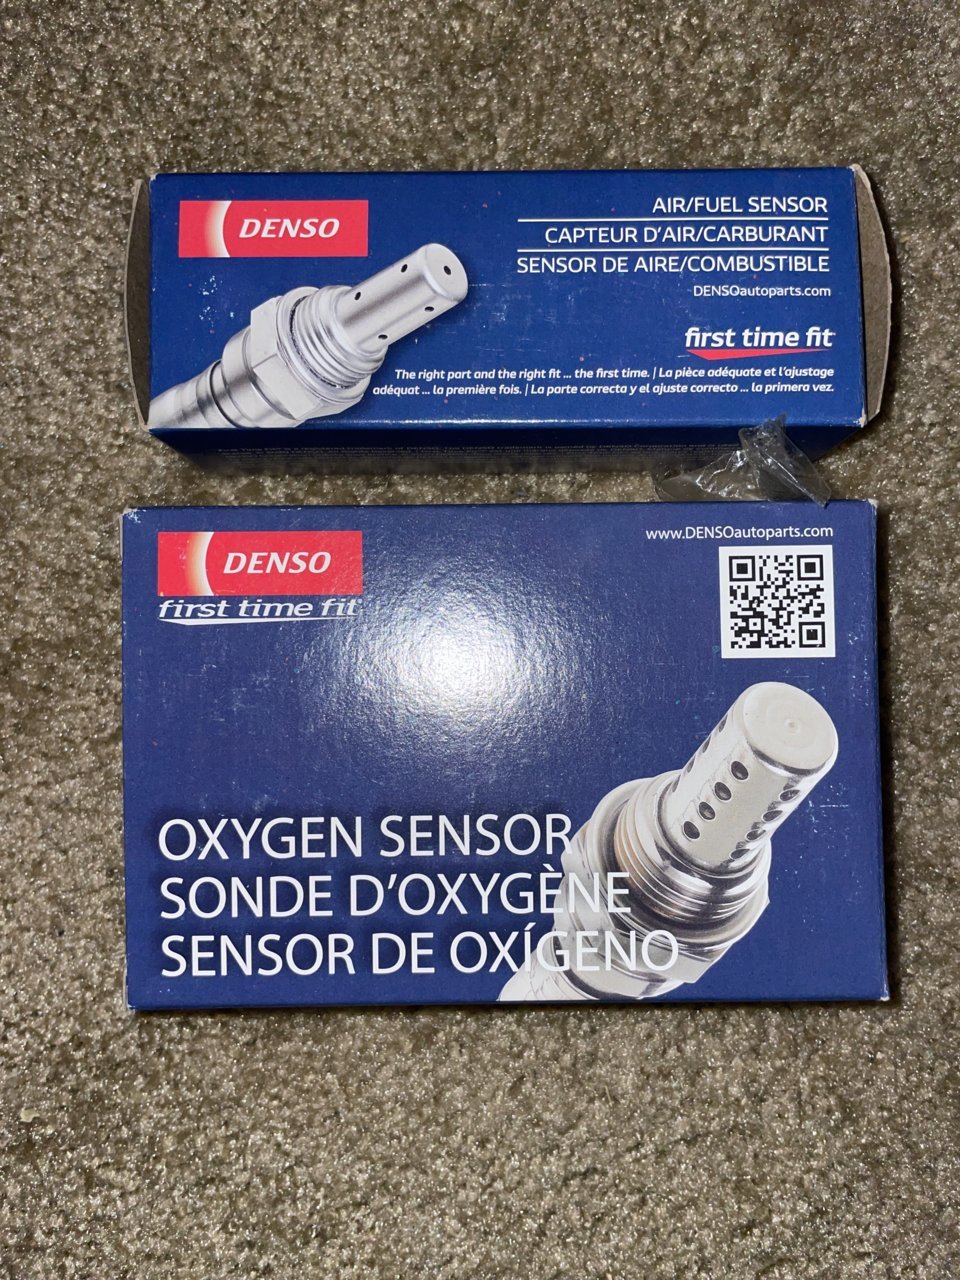 DENSO
AIR/FUEL SENSOR
CAPTEUR D'AIR/CARBURANT
SENSOR DE AIRE/COMBUSTIBLE
DENSOautoparts.com
first time fit
The right part and the right fit ... the first time. | La pièce adéquate et l'ajustage
adéquat ... la première fois. | La parte correcta y el ajuste correcto ... la primera vez.
DENSO
first time fit
www.DENSOautoparts.com
OXYGEN SENSOR
SONDE D'OXYGÈNE
SENSOR DE OXÍGENO